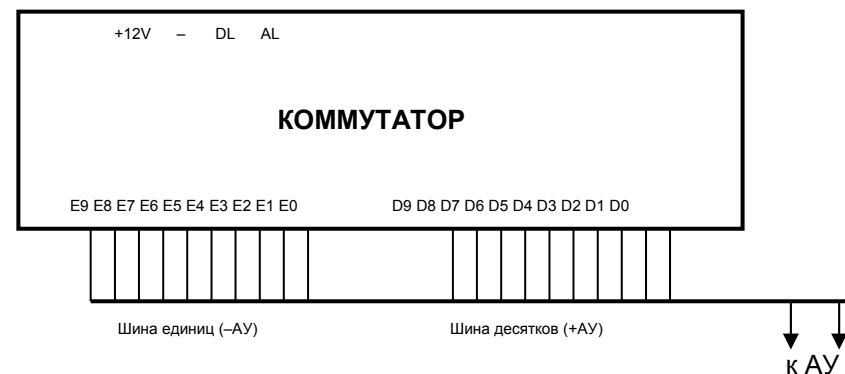 +12V – DL AL
КОММУТАТОР
E9 E8 E7 E6 E5 E4 E3 E2 E1 E0 D9 D8 D7 D6 D5 D4 D3 D2 D1 D0
Шина единиц (–АУ) Шина десятков (+АУ)
к АУ